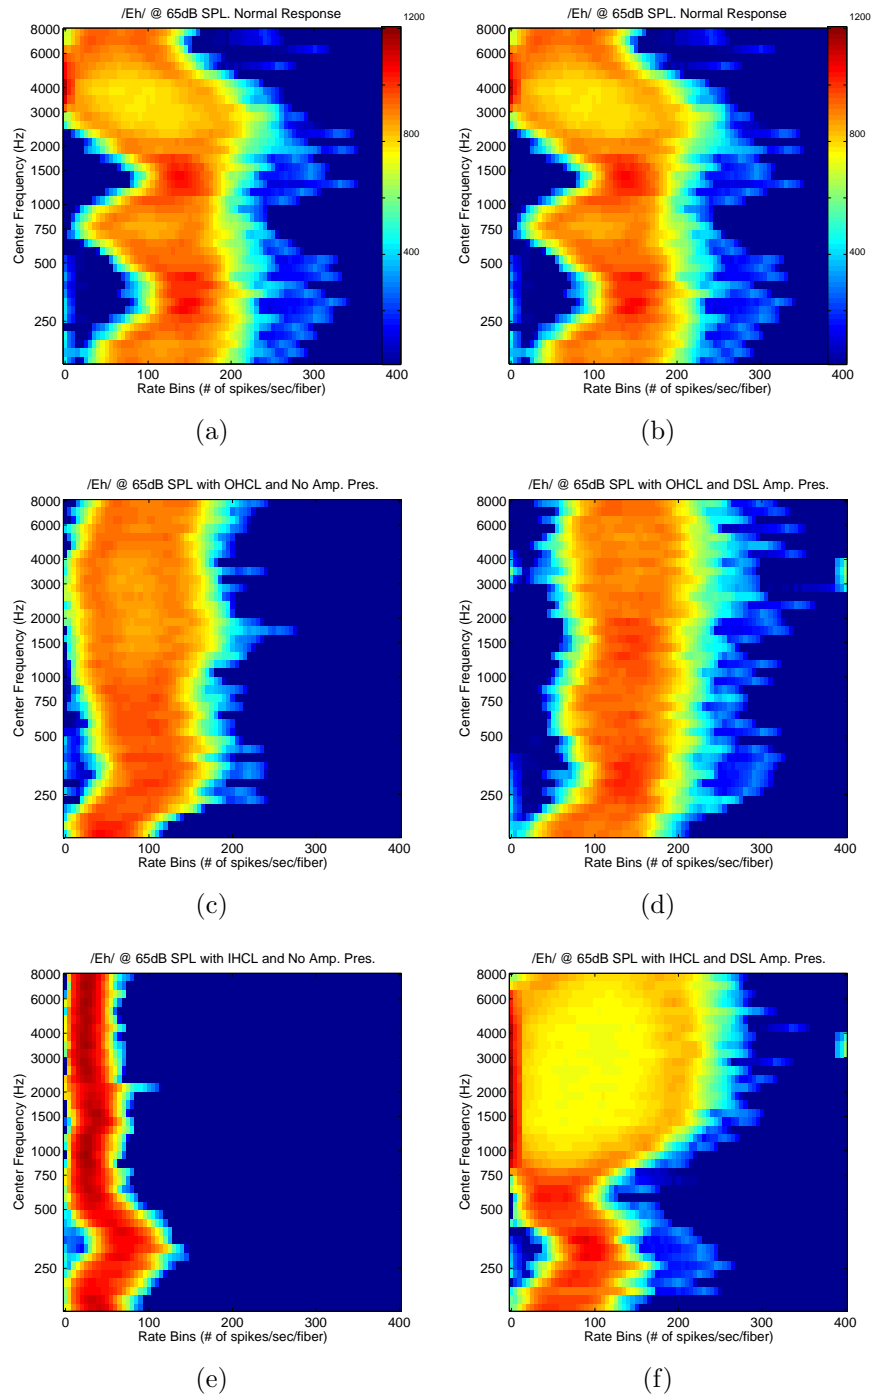 /Eh/ @ 65dB SPL. Normal Response
1200
8000
6000
4000
3000
2000
1500
1000
750
500
250
800
400
Center Frequency (Hz)
0 100 200 300 400
Rate Bins (# of spikes/sec/fiber)
(a)
/Eh/ @ 65dB SPL. Normal Response
1200
8000
6000
4000
3000
2000
1500
1000
750
500
250
800
400
Center Frequency (Hz)
0 100 200 300 400
Rate Bins (# of spikes/sec/fiber)
(b)
/Eh/ @ 65dB SPL with OHCL and No Amp. Pres.
8000
6000
4000
3000
2000
1500
1000
750
500
250
Center Frequency (Hz)
0 100 200 300 400
Rate Bins (# of spikes/sec/fiber)
(c)
/Eh/ @ 65dB SPL with OHCL and DSL Amp. Pres.
8000
6000
4000
3000
2000
1500
1000
750
500
250
Center Frequency (Hz)
0 100 200 300 400
Rate Bins (# of spikes/sec/fiber)
(d)
/Eh/ @ 65dB SPL with IHCL and No Amp. Pres.
8000
6000
4000
3000
2000
1500
1000
750
500
250
Center Frequency (Hz)
0 100 200 300 400
Rate Bins (# of spikes/sec/fiber)
(e)
/Eh/ @ 65dB SPL with IHCL and DSL Amp. Pres.
8000
6000
4000
3000
2000
1500
1000
750
500
250
Center Frequency (Hz)
0 100 200 300 400
Rate Bins (# of spikes/sec/fiber)
(f)